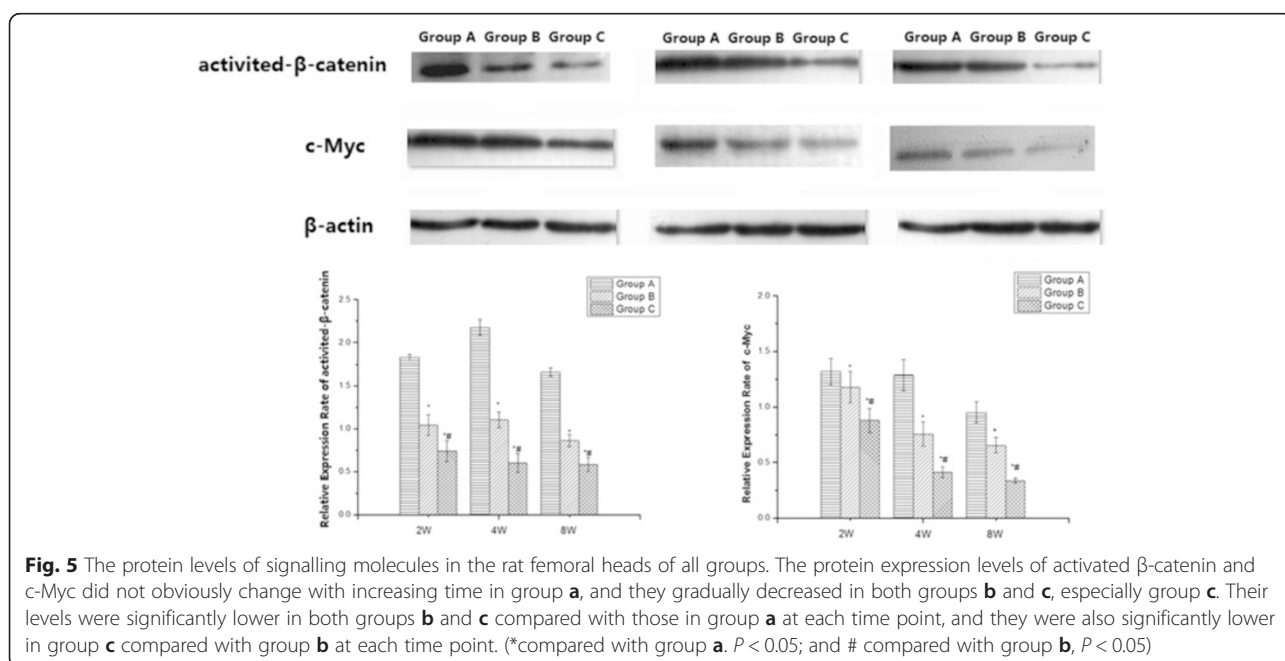 Group A Group B Group C
Group A Group B Group C
Group A Group B Group C
activited-β-catenin
c-Myc
β-actin
Relative Expression Rate of activited-β-catenin
2.5
2.0
1.5
1.0
0.5
0.0
Group A
Group B
Group C
*
*#
*
*#
*
*#
2W 4W 8W
Relative Expression Rate of c-Myc
2.0
1.5
1.0
0.5
0.0
Group A
Group B
Group C
*
*#
*
*#
*
*#
2W 4W 8W
Fig. 5 The protein levels of signalling molecules in the rat femoral heads of all groups. The protein expression levels of activated β-catenin and
c-Myc did not obviously change with increasing time in group a, and they gradually decreased in both groups b and c, especially group c. Their
levels were significantly lower in both groups b and c compared with those in group a at each time point, and they were also significantly lower
in group c compared with group b at each time point. (*compared with group a. P < 0.05; and # compared with group b, P < 0.05)